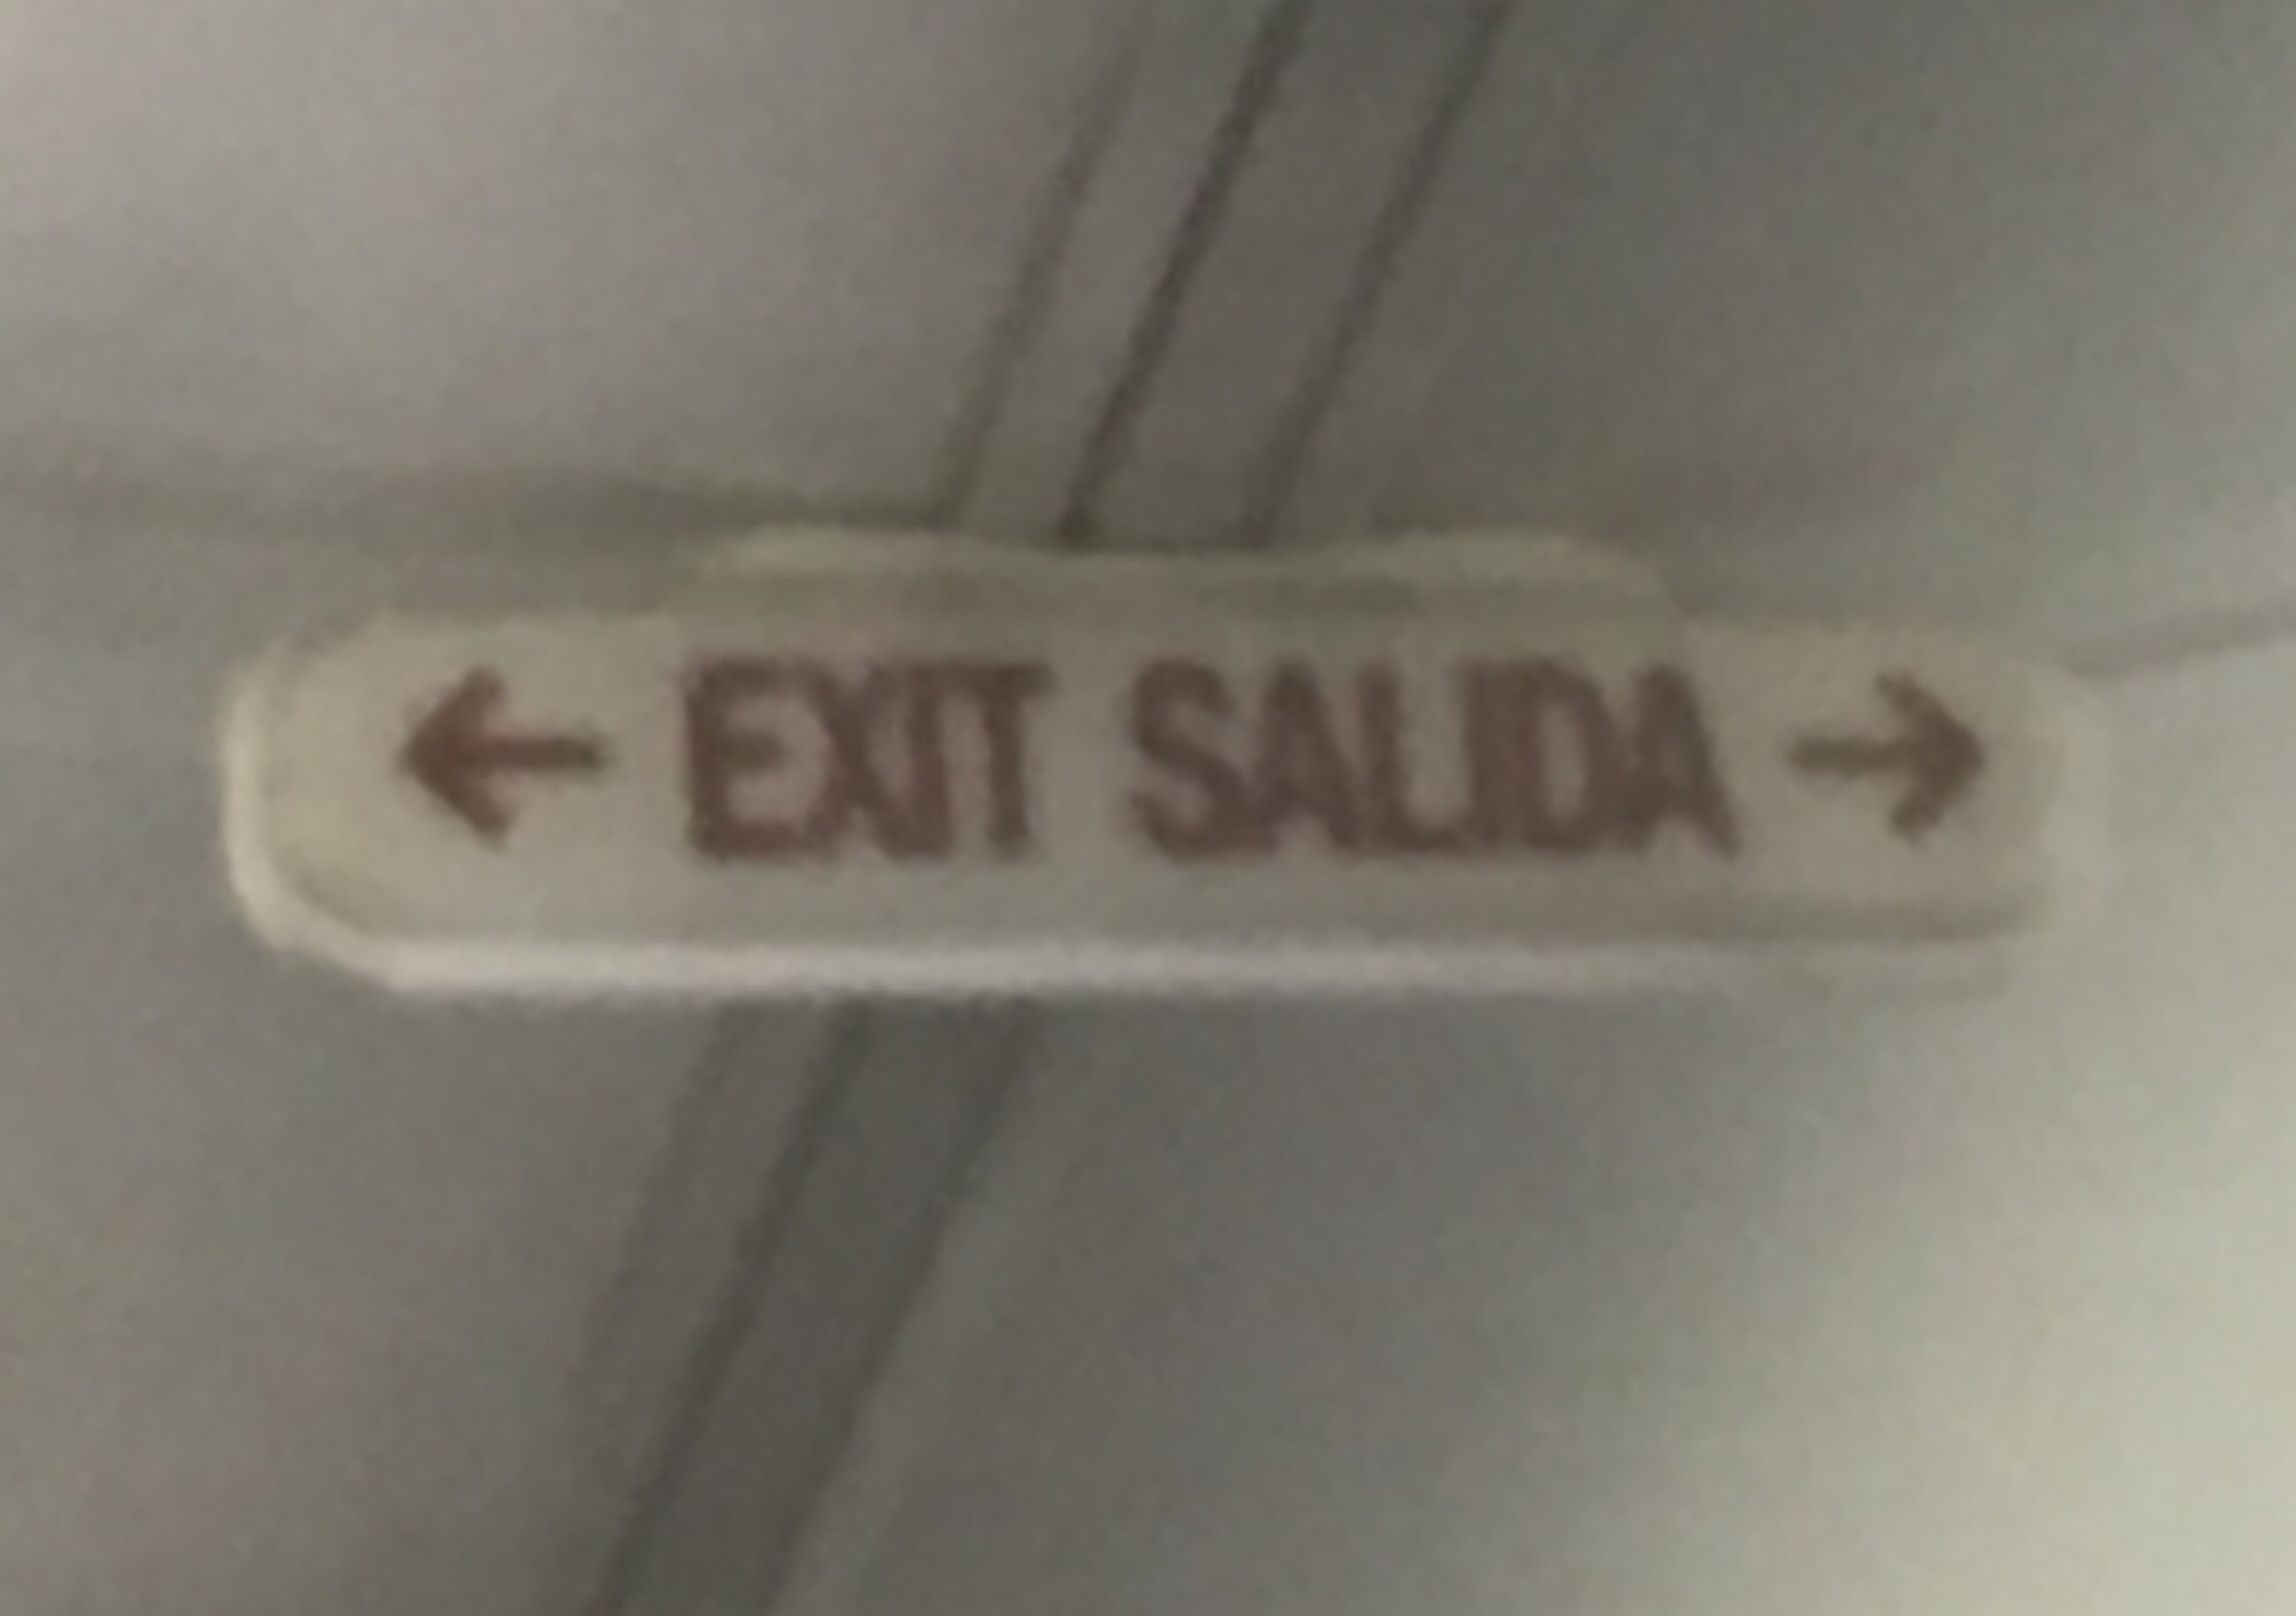 ← EXIT SALIDA →